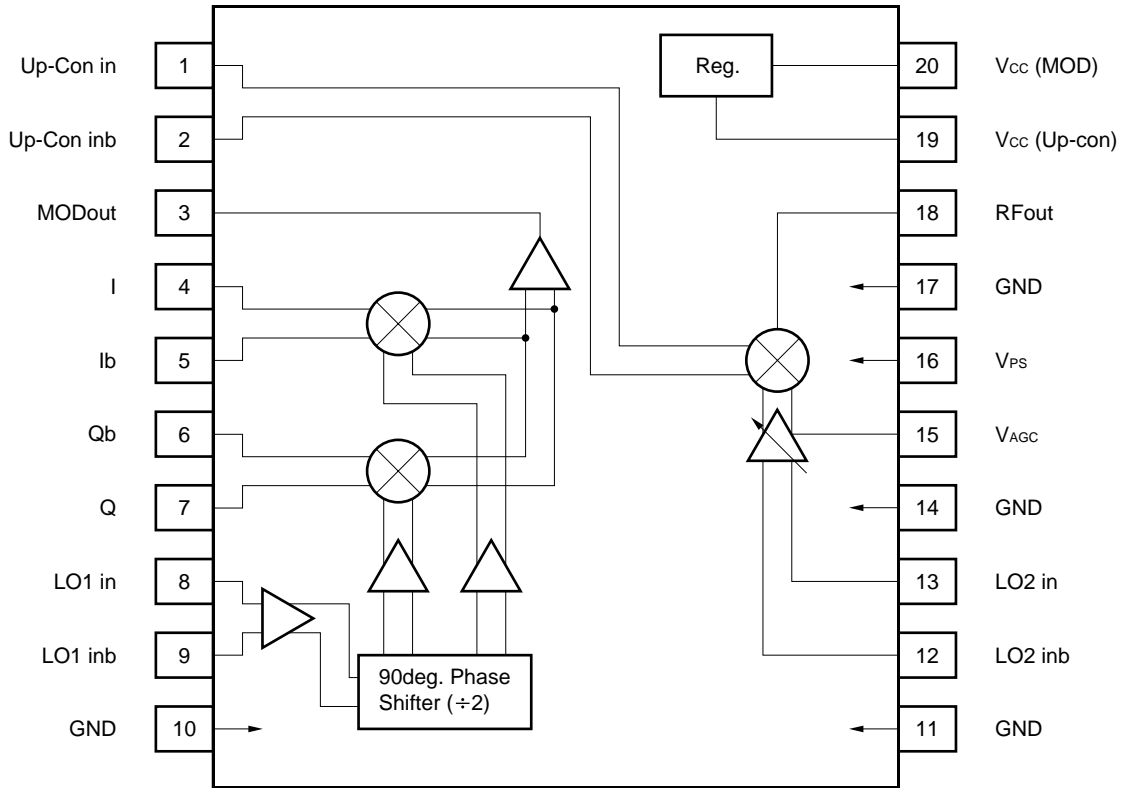 Up-Con in 1
Up-Con inb 2
MODout 3
I 4
Ib 5
Qb 6
Q 7
LO1 in 8
LO1 inb 9
GND 10
Reg.
90deg. Phase
Shifter (÷2)
20 VCC (MOD)
19 VCC (Up-con)
18 RFout
17 GND
16 VPS
15 VAGC
14 GND
13 LO2 in
12 LO2 inb
11 GND